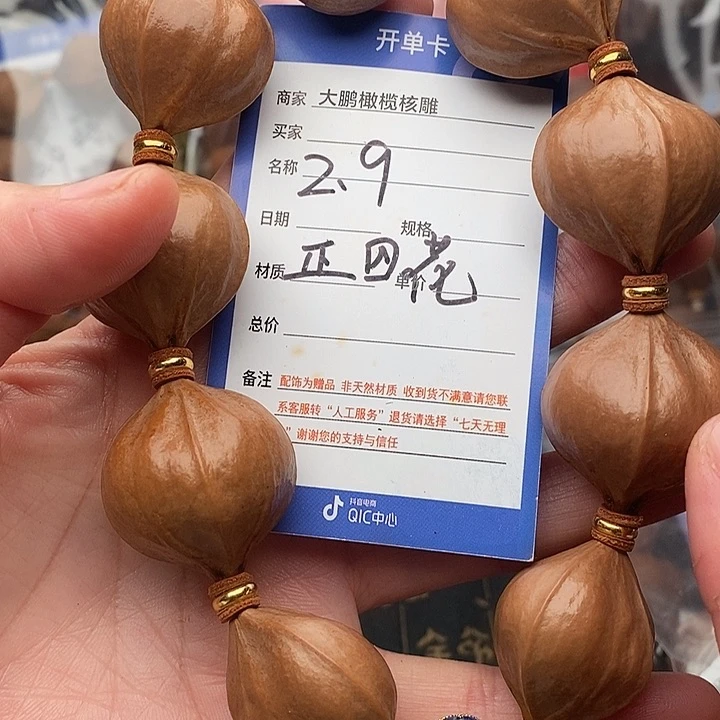 开单卡
商家 大鹏橄榄核雕
买家
名称 2.9
日期 规格
材质 正日花 单价
总价
备注 配饰为赠品 非天然材质 收到货不满意请您联
系客服转“人工服务”退货请选择“七天无理
”谢谢您的支持与信任
抖音电商
QIC中心